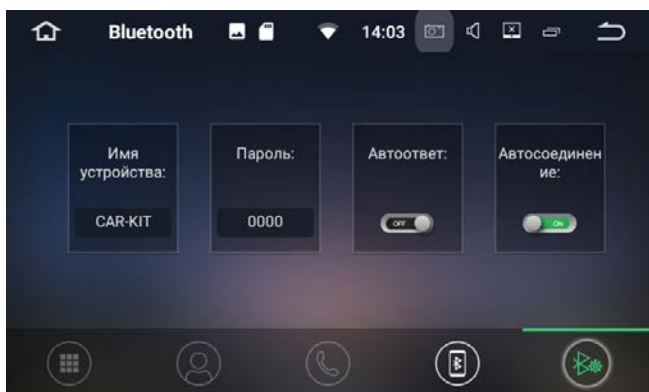 Bluetooth 14:03
Имя
устройства:
CAR-KIT
Пароль:
0000
Автоответ:
OFF
Автосоединен
ие:
ON